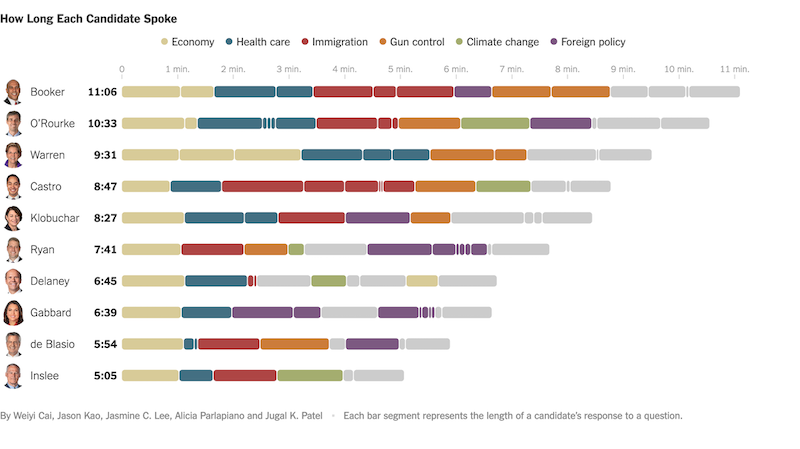 How Long Each Candidate Spoke
Economy Health care Immigration Gun control Climate change Foreign policy
0 1 min. 2 min. 3 min. 4 min. 5 min. 6 min. 7 min. 8 min. 9 min. 10 min. 11 min.
Booker 11:06
O’Rourke 10:33
Warren 9:31
Castro 8:47
Klobuchar 8:27
Ryan 7:41
Delaney 6:45
Gabbard 6:39
de Blasio 5:54
Inslee 5:05
By Weiyi Cai, Jason Kao, Jasmine C. Lee, Alicia Parlapiano and Jugal K. Patel • Each bar segment represents the length of a candidate’s response to a question.